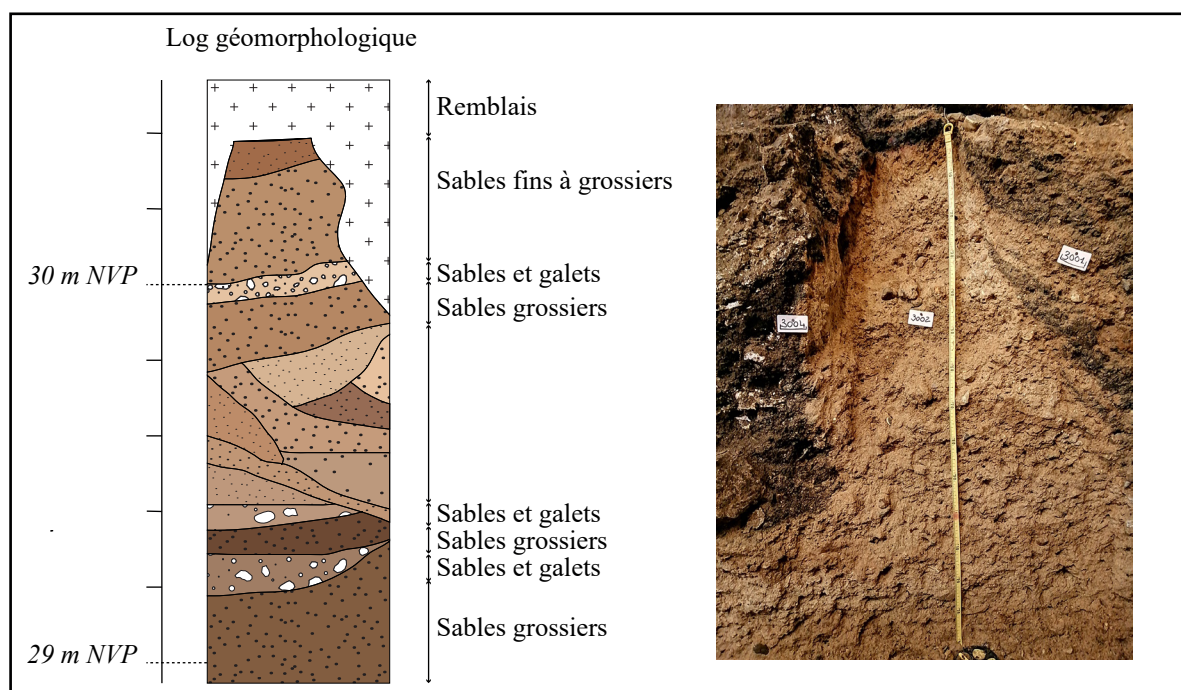 Log géomorphologique
Remblais
Sables fins à grossiers
30 m NVP
Sables et galets
Sables grossiers
Sables et galets
Sables grossiers
Sables et galets
Sables grossiers
29 m NVP
3001
3004
3002